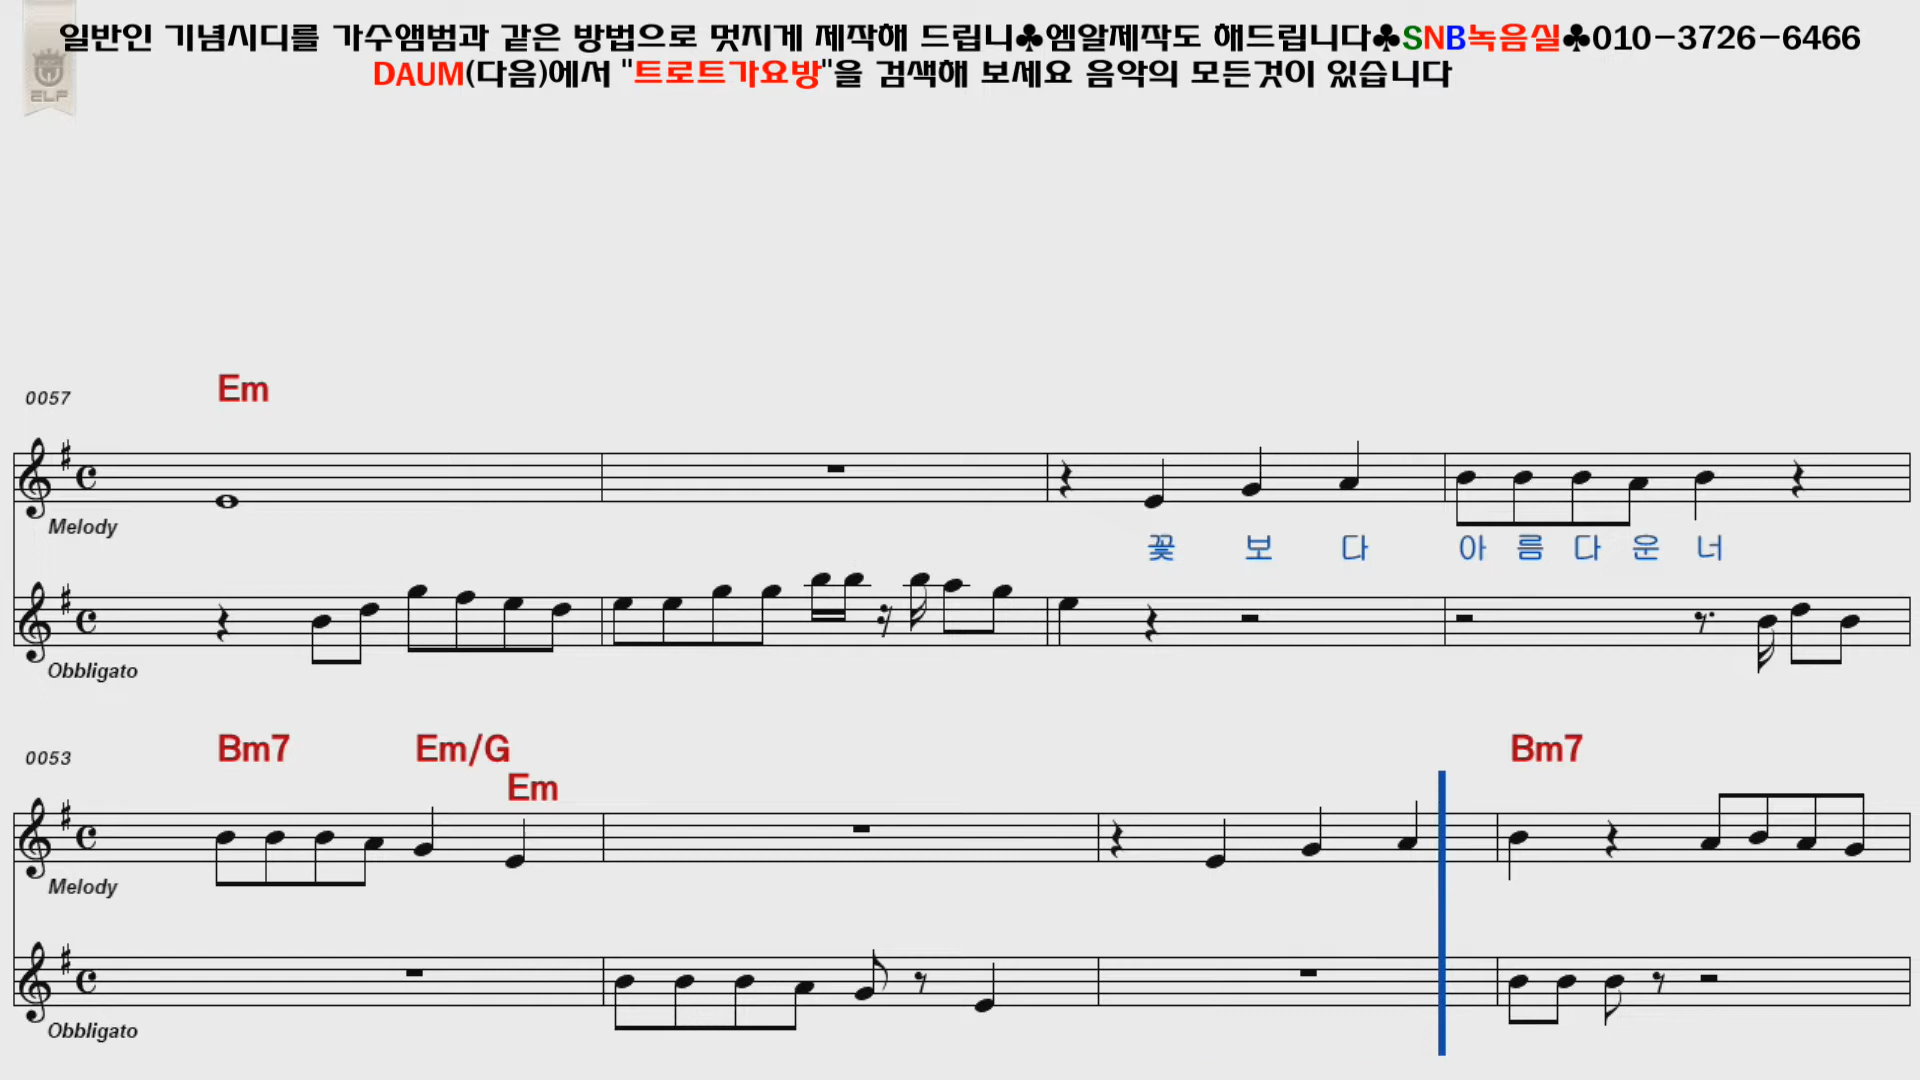 일반인 기념시디를 가수앨범과 같은 방법으로 멋지게 제작해 드립니♣엠알제작도 해드립니다♣SNB녹음실♣010-3726-6466
DAUM(다음)에서 "트로트가요방"을 검색해 보세요 음악의 모든것이 있습니다
ELF
0057 Em
Melody
꽃 보 다 아 름 다 운 너
Obbligato
0053 Bm7 Em/G Bm7
Em
Melody
Obbligato